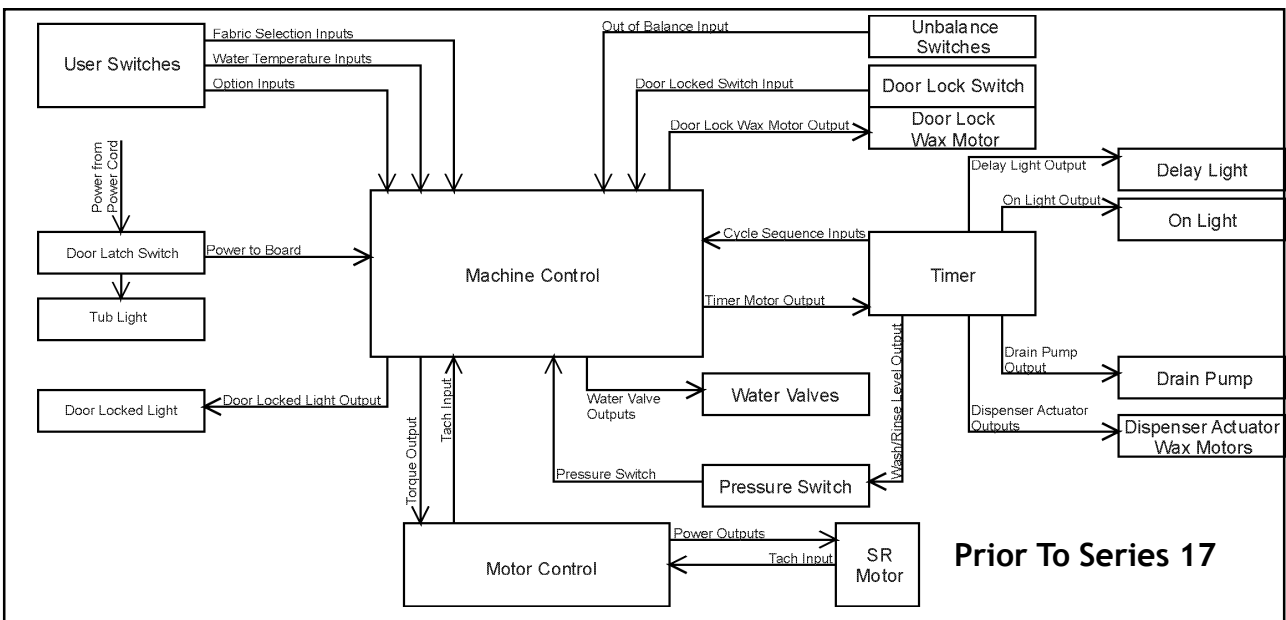 Fabric Selection Inputs
User Switches
Water Temperature Inputs
Option Inputs
Out of Balance Input
Unbalance
Switches
Door Locked Switch Input
Door Lock Switch
Door Lock Wax Motor Output
Door Lock
Wax Motor
Power from
Power Cord
Delay Light Output
Delay Light
On Light Output
On Light
Door Latch Switch
Power to Board
Machine Control
Cycle Sequence Inputs
Timer
Timer Motor Output
Tub Light
Door Locked Light
Door Locked Light Output
Torque Output
Tach Input
Water Valve
Outputs
Water Valves
Wash/Rinse Level Output
Drain Pump
Output
Drain Pump
Dispenser Actuator
Outputs
Dispenser Actuator
Wax Motors
Pressure Switch
Pressure Switch
Motor Control
Power Outputs
Tach Input
SR
Motor
Prior To Series 17